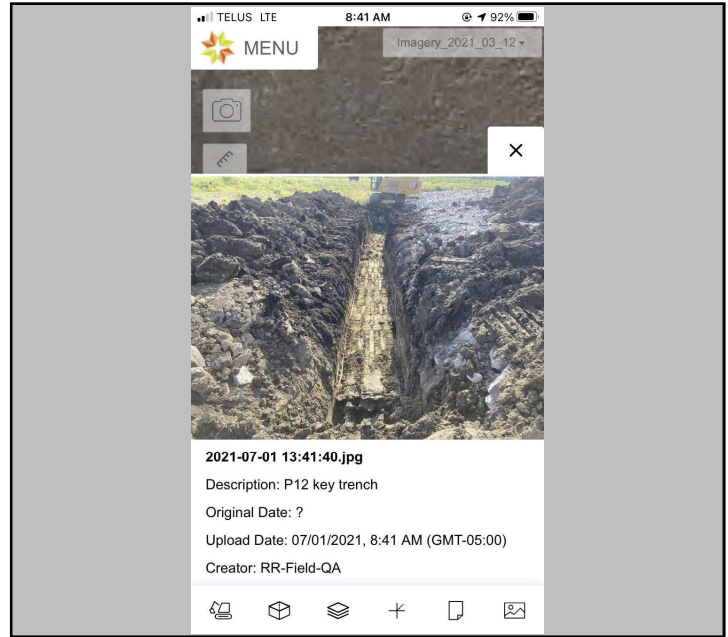 TELUS LTE 8:41 AM 92%
MENU Imagery_2021_03_12
2021-07-01 13:41:40.jpg
Description: P12 key trench
Original Date: ?
Upload Date: 07/01/2021, 8:41 AM (GMT-05:00)
Creator: RR-Field-QA